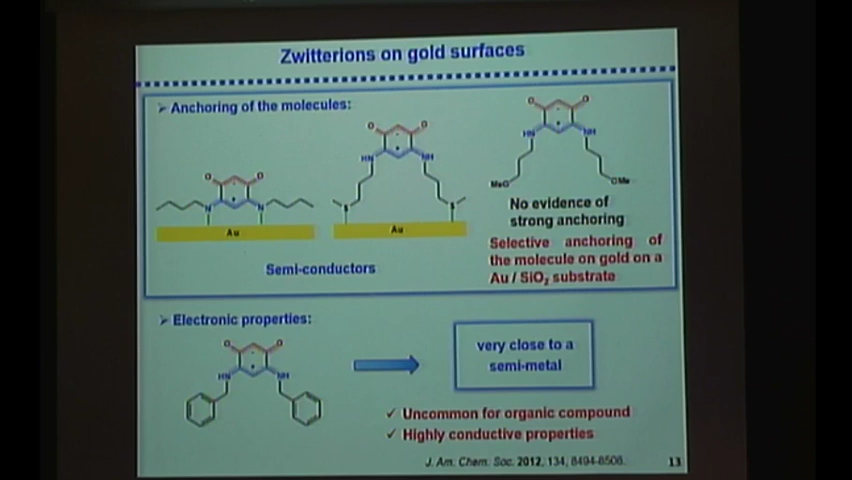 Zwitterions on gold surfaces
➢ Anchoring of the molecules:
O O
N N
Au
O O
HN NH
S S
Au
O O
HN NH
MeO OMe
Semi-conductors
No evidence of
strong anchoring
Selective anchoring of
the molecule on gold on a
Au / SiO₂ substrate
➢ Electronic properties:
O O
HN NH
very close to a
semi-metal
✓ Uncommon for organic compound
✓ Highly conductive properties
J. Am. Chem. Soc. 2012, 134, 8494-8506.
13